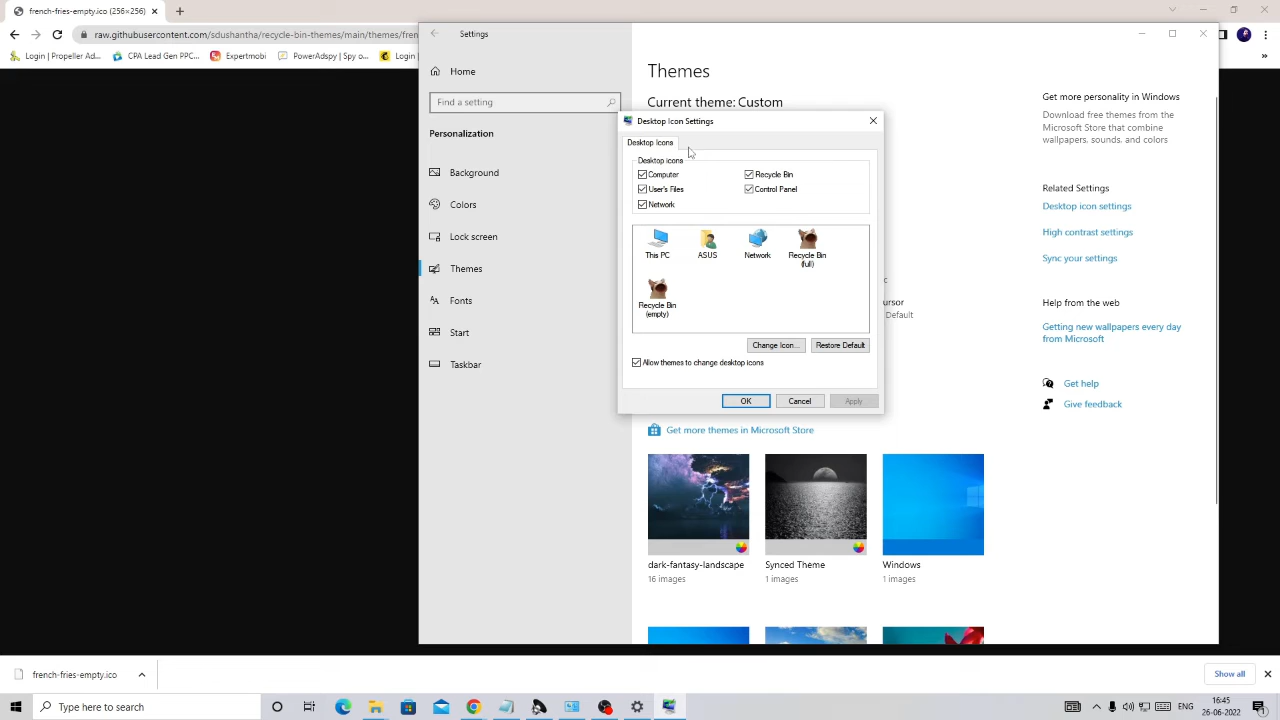 french-fries-empty.ico (256×256)
raw.githubusercontent.com/sdushantha/recycle-bin-themes/main/themes/fren
Login | Propeller Ad...
CPA Lead Gen PPC...
Expertmobi
PowerAdspy | Spy o...
Login
Settings
Home
Find a setting
Personalization
Background
Colors
Lock screen
Themes
Fonts
Start
Taskbar
Themes
Current theme: Custom
Desktop Icon Settings
Desktop Icons
Desktop icons
Computer
Recycle Bin
User's Files
Control Panel
Network
This PC
ASUS
Network
Recycle Bin
(full)
Recycle Bin
(empty)
Change Icon...
Restore Default
Allow themes to change desktop icons
OK
Cancel
Apply
c
ursor
Default
Get more themes in Microsoft Store
dark-fantasy-landscape
16 images
Synced Theme
1 images
Windows
1 images
Get more personality in Windows
Download free themes from the
Microsoft Store that combine
wallpapers, sounds, and colors
Related Settings
Desktop icon settings
High contrast settings
Sync your settings
Help from the web
Getting new wallpapers every day
from Microsoft
Get help
Give feedback
french-fries-empty.ico
Show all
Type here to search
ENG
16:45
26-06-2022